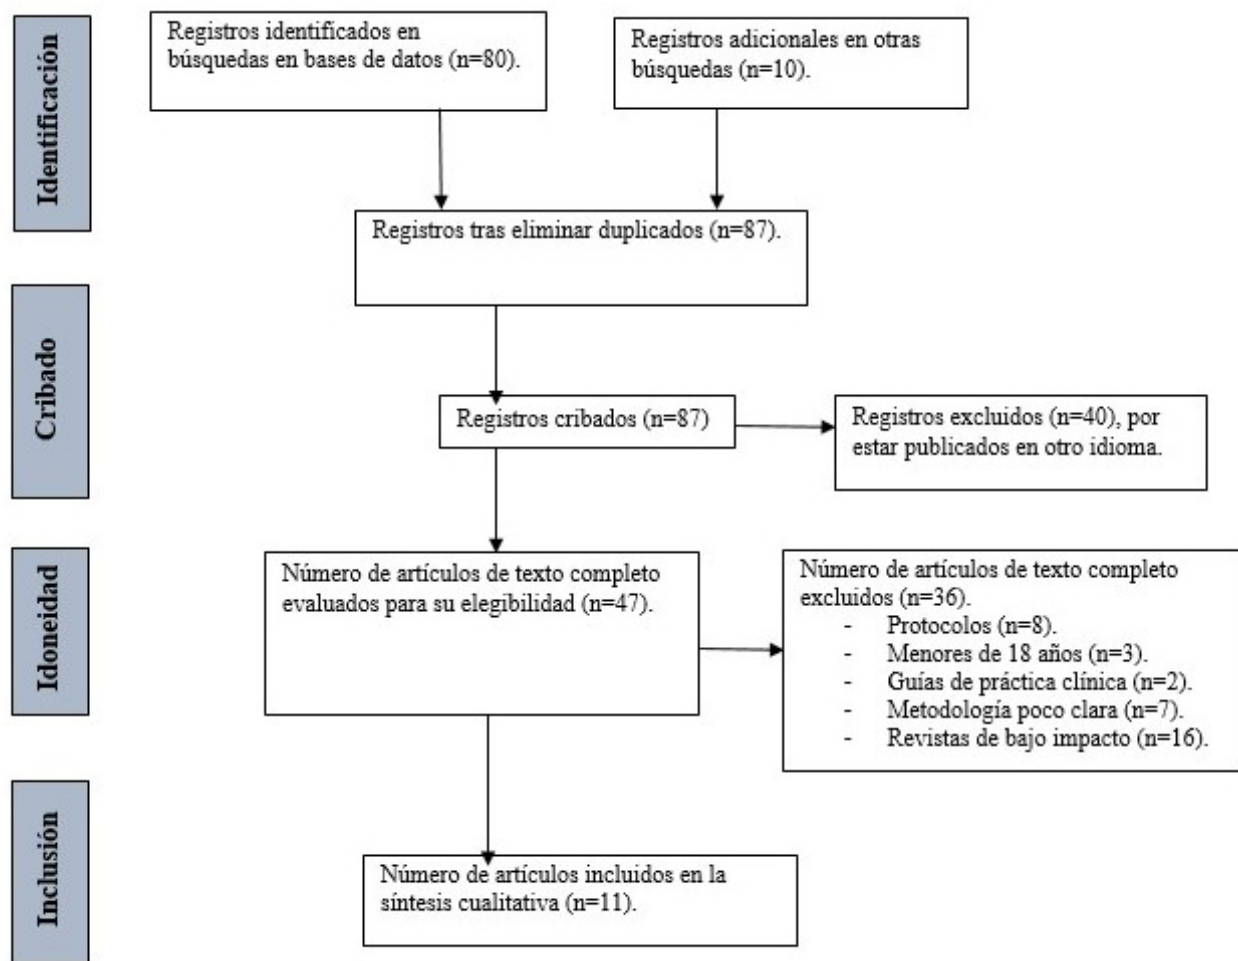 Identificación
Registros identificados en
búsquedas en bases de datos (n=80).
Registros adicionales en otras
búsquedas (n=10).
Registros tras eliminar duplicados (n=87).
Cribado
Registros cribados (n=87)
Registros excluidos (n=40), por
estar publicados en otro idioma.
Idoneidad
Número de artículos de texto completo
evaluados para su elegibilidad (n=47).
Número de artículos de texto completo
excluidos (n=36).
- Protocolos (n=8).
- Menores de 18 años (n=3).
- Guías de práctica clínica (n=2).
- Metodología poco clara (n=7).
- Revistas de bajo impacto (n=16).
Inclusión
Número de artículos incluidos en la
síntesis cualitativa (n=11).